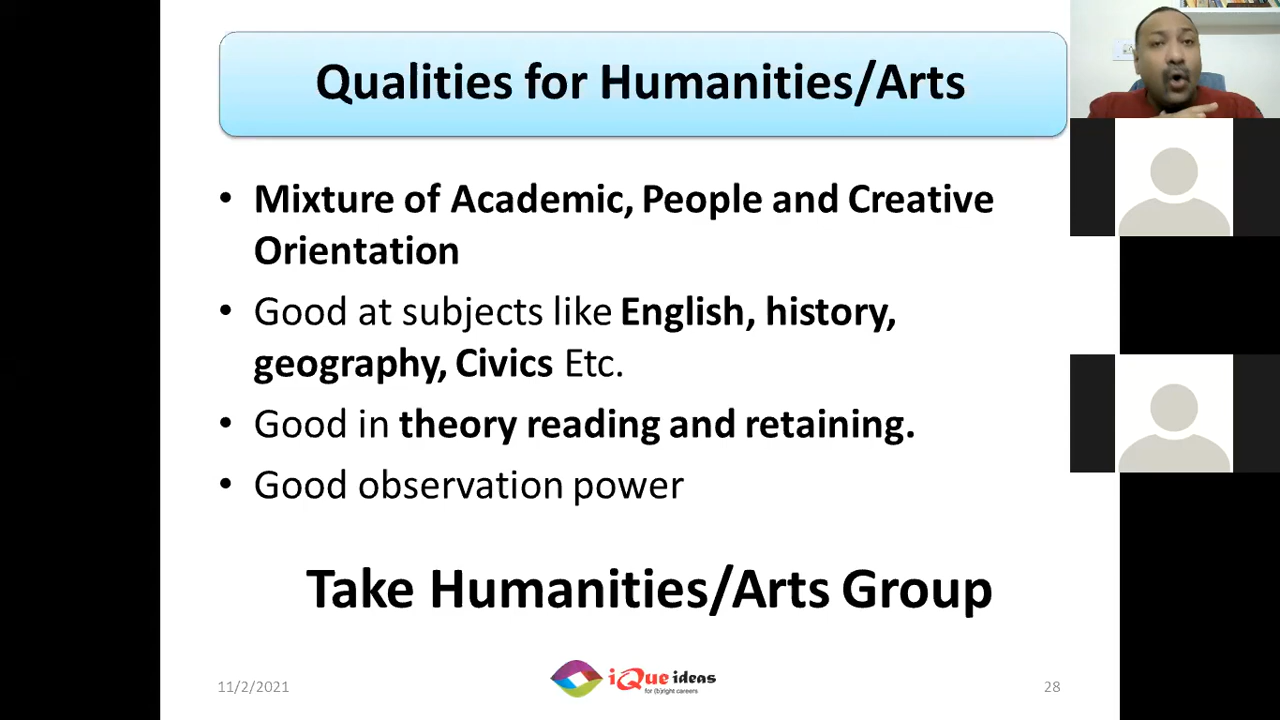 Qualities for Humanities/Arts
• Mixture of Academic, People and Creative
Orientation
• Good at subjects like English, history,
geography, Civics Etc.
• Good in theory reading and retaining.
• Good observation power
Take Humanities/Arts Group
11/2/2021
iQue ideas
for (b)right careers
28